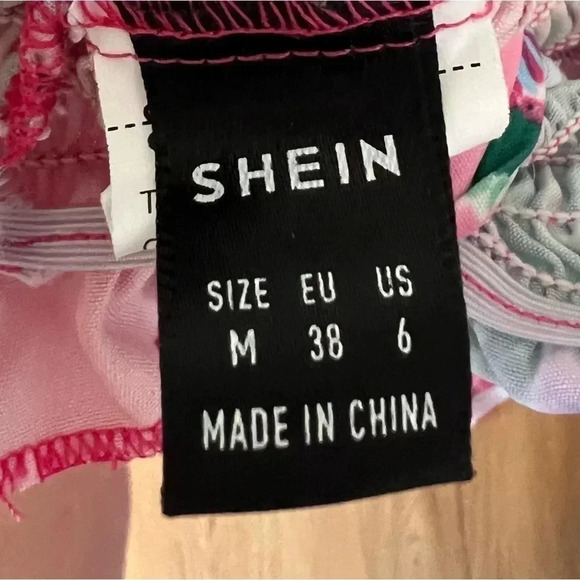 SHEIN
SIZE EU US
M 38 6
MADE IN CHINA